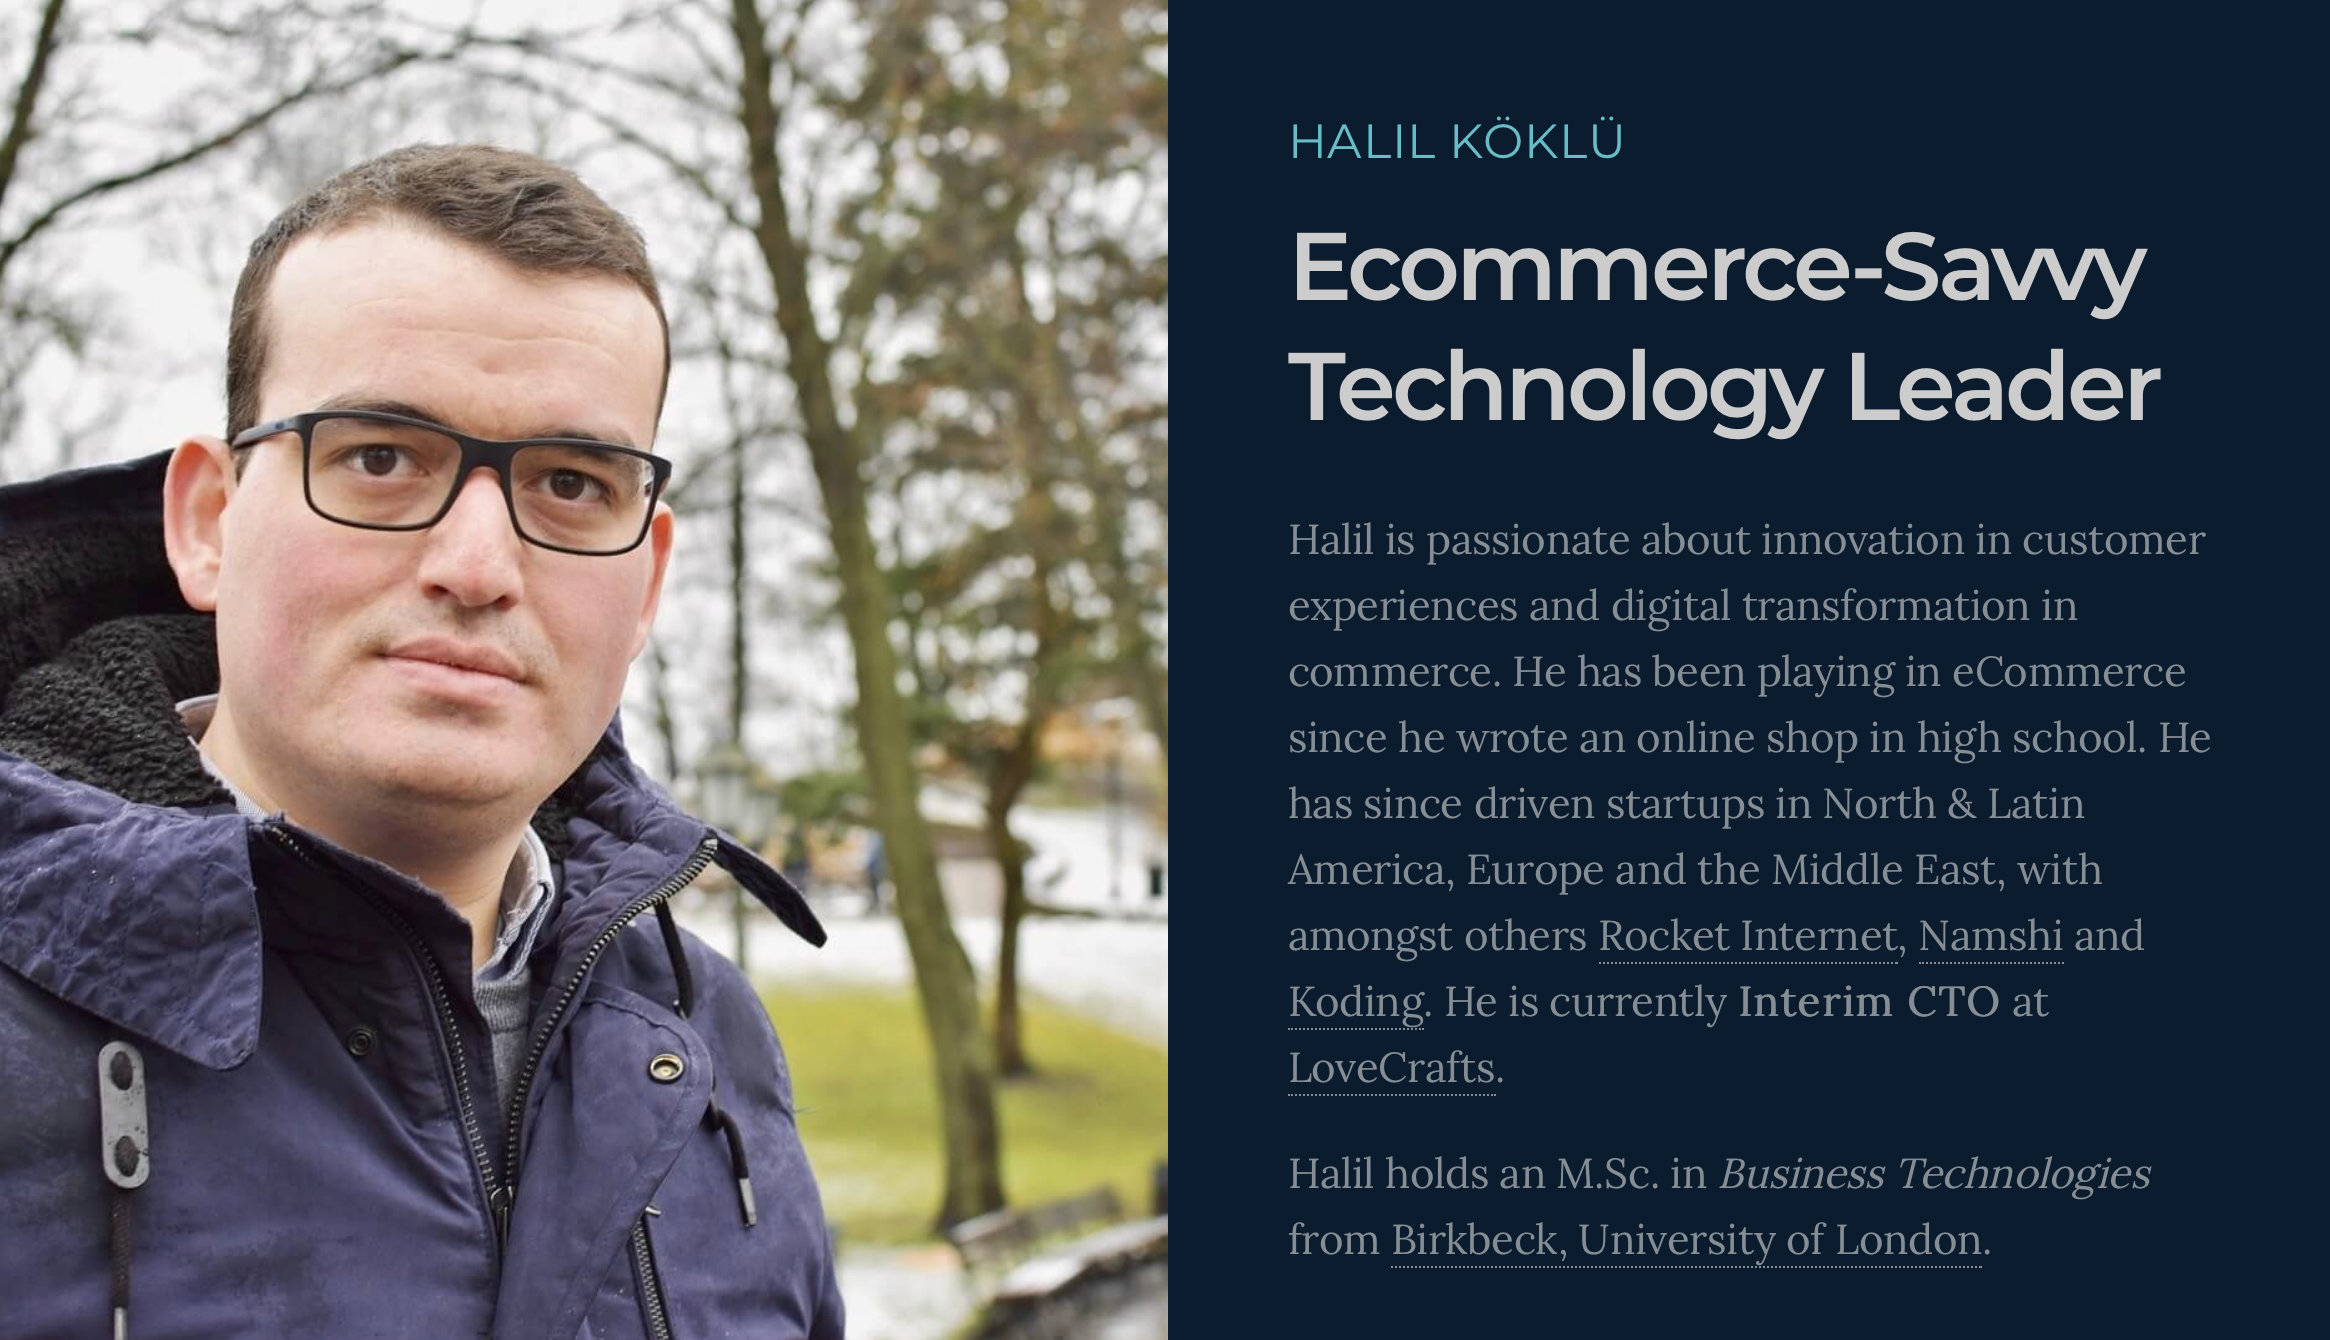 HALIL KÖKLÜ
Ecommerce-Savvy
Technology Leader
Halil is passionate about innovation in customer
experiences and digital transformation in
commerce. He has been playing in eCommerce
since he wrote an online shop in high school. He
has since driven startups in North & Latin
America, Europe and the Middle East, with
amongst others Rocket Internet, Namshi and
Koding. He is currently Interim CTO at
LoveCrafts.
Halil holds an M.Sc. in Business Technologies
from Birkbeck, University of London.